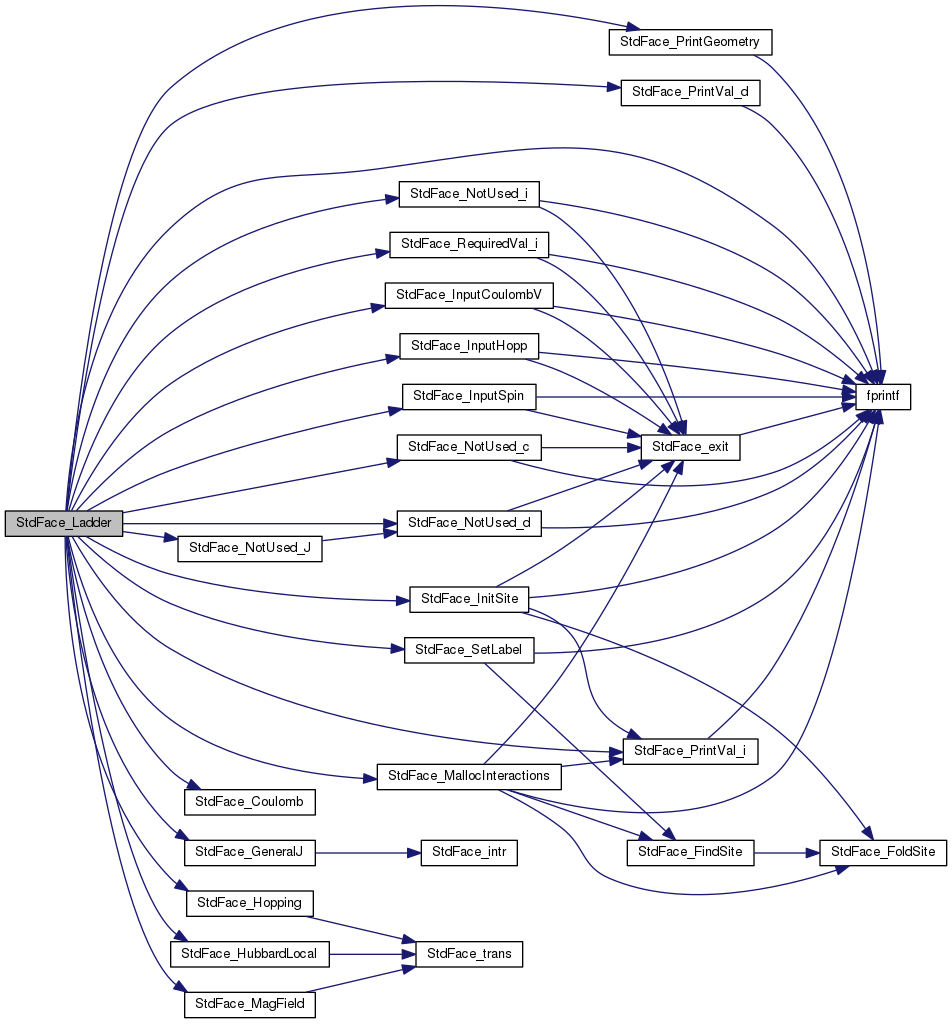 StdFace_PrintGeometry
StdFace_PrintVal_d
StdFace_NotUsed_i
StdFace_RequiredVal_i
StdFace_InputCoulombV
StdFace_InputHopp
StdFace_InputSpin
fprintf
StdFace_NotUsed_c
StdFace_exit
StdFace_Ladder
StdFace_NotUsed_d
StdFace_NotUsed_J
StdFace_InitSite
StdFace_SetLabel
StdFace_PrintVal_i
StdFace_MallocInteractions
StdFace_Coulomb
StdFace_GeneralJ
StdFace_intr
StdFace_FindSite
StdFace_FoldSite
StdFace_Hopping
StdFace_HubbardLocal
StdFace_trans
StdFace_MagField